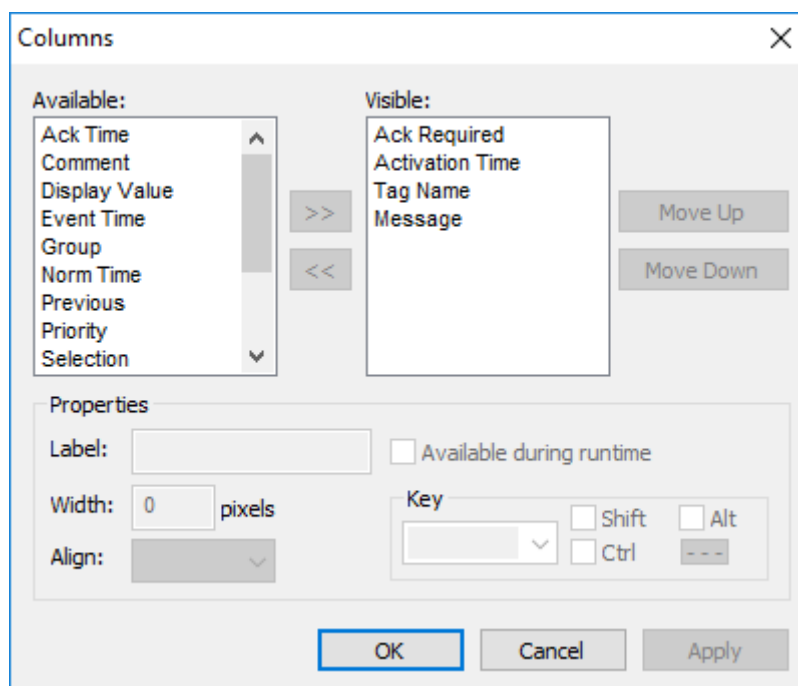 Columns
Available:
Visible:
Ack Time
Comment
Display Value
Event Time
Group
Norm Time
Previous
Priority
Selection
>>
<<
Ack Required
Activation Time
Tag Name
Message
Move Up
Move Down
Properties
Label:
Available during runtime
Width:
0
pixels
Align:
Key
Shift
Alt
Ctrl
---
OK
Cancel
Apply